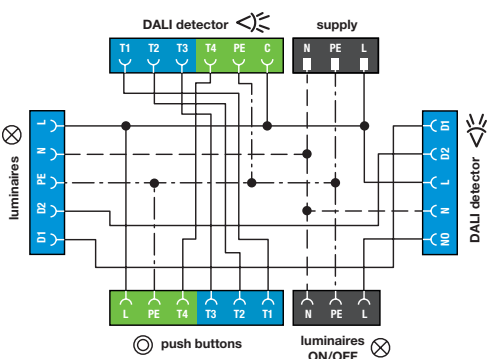 DALI detector
supply
T1 T2 T3 T4 PE C
N PE L
luminaires
L
N
PE
D2
D1
D1
D2
L
N
NO
DALI detector
L PE T4 T3 T2 T1
N PE L
push buttons
luminaires
ON/OFF